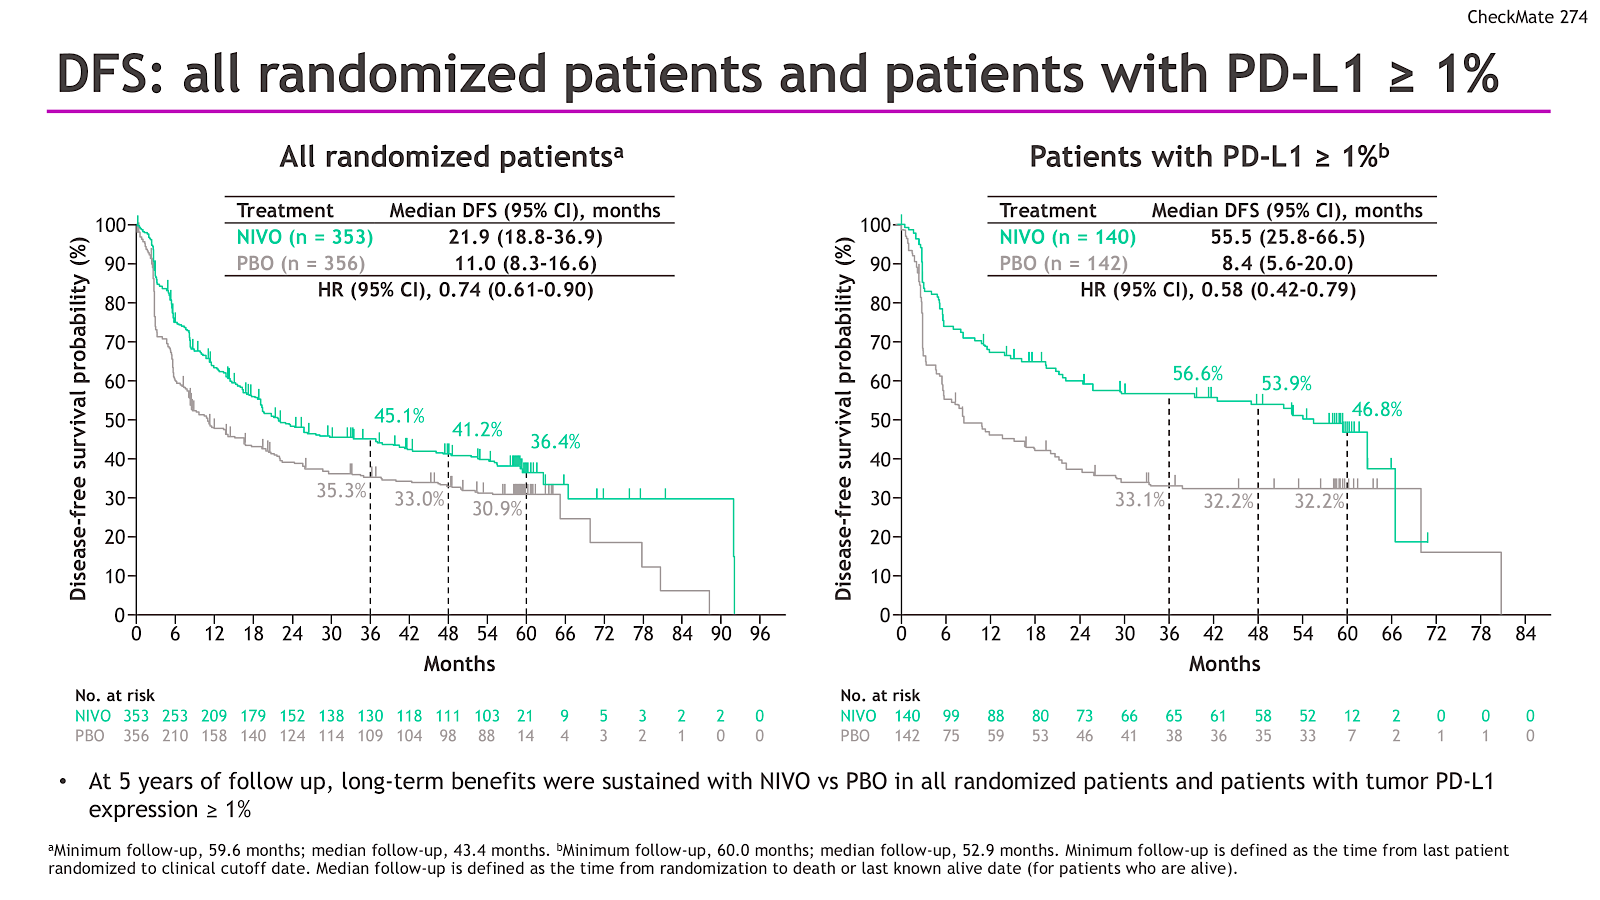 CheckMate 274
DFS: all randomized patients and patients with PD-L1 ≥ 1%
All randomized patientsᵃ
Treatment Median DFS (95% CI), months
NIVO (n = 353) 21.9 (18.8-36.9)
PBO (n = 356) 11.0 (8.3-16.6)
HR (95% CI), 0.74 (0.61-0.90)
Disease-free survival probability (%)
100
90
80
70
60
50
40
30
20
10
0
45.1%
41.2%
36.4%
35.3%
33.0%
30.9%
0 6 12 18 24 30 36 42 48 54 60 66 72 78 84 90 96
Months
No. at risk
NIVO 353 253 209 179 152 138 130 118 111 103 21 9 5 3 2 2 0
PBO 356 210 158 140 124 114 109 104 98 88 14 4 3 2 1 0 0
Patients with PD-L1 ≥ 1%ᵇ
Treatment Median DFS (95% CI), months
NIVO (n = 140) 55.5 (25.8-66.5)
PBO (n = 142) 8.4 (5.6-20.0)
HR (95% CI), 0.58 (0.42-0.79)
Disease-free survival probability (%)
100
90
80
70
60
50
40
30
20
10
0
56.6%
53.9%
46.8%
33.1%
32.2%
32.2%
0 6 12 18 24 30 36 42 48 54 60 66 72 78 84
Months
No. at risk
NIVO 140 99 88 80 73 66 65 61 58 52 12 2 0 0 0
PBO 142 75 59 53 46 41 38 36 35 33 7 2 1 1 0
• At 5 years of follow up, long-term benefits were sustained with NIVO vs PBO in all randomized patients and patients with tumor PD-L1
expression ≥ 1%
ᵃMinimum follow-up, 59.6 months; median follow-up, 43.4 months. ᵇMinimum follow-up, 60.0 months; median follow-up, 52.9 months. Minimum follow-up is defined as the time from last patient
randomized to clinical cutoff date. Median follow-up is defined as the time from randomization to death or last known alive date (for patients who are alive).